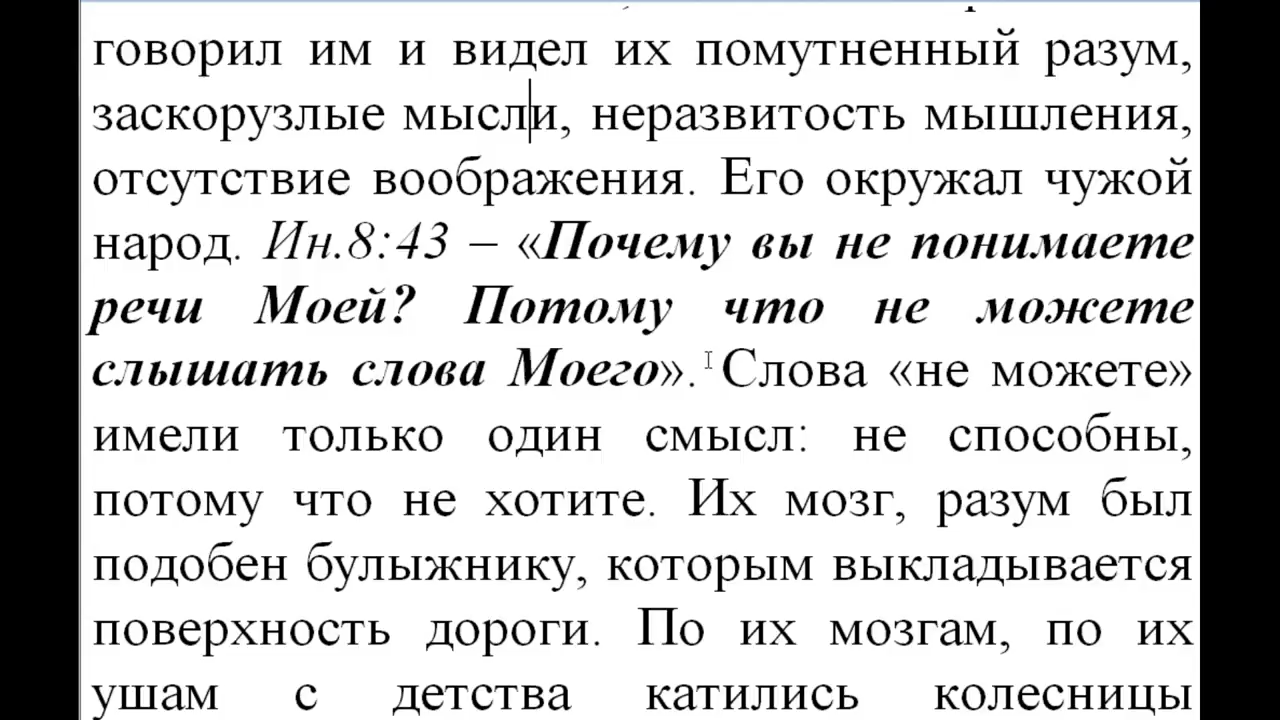 говорил им и видел их помутненный разум,
заскорузлые мысли, неразвитость мышления,
отсутствие воображения. Его окружал чужой
народ. Ин.8:43 – «Почему вы не понимаете
речи Моей? Потому что не можете
слышать слова Моего». Слова «не можете»
имели только один смысл: не способны,
потому что не хотите. Их мозг, разум был
подобен булыжнику, которым выкладывается
поверхность дороги. По их мозгам, по их
ушам с детства катились колесницы